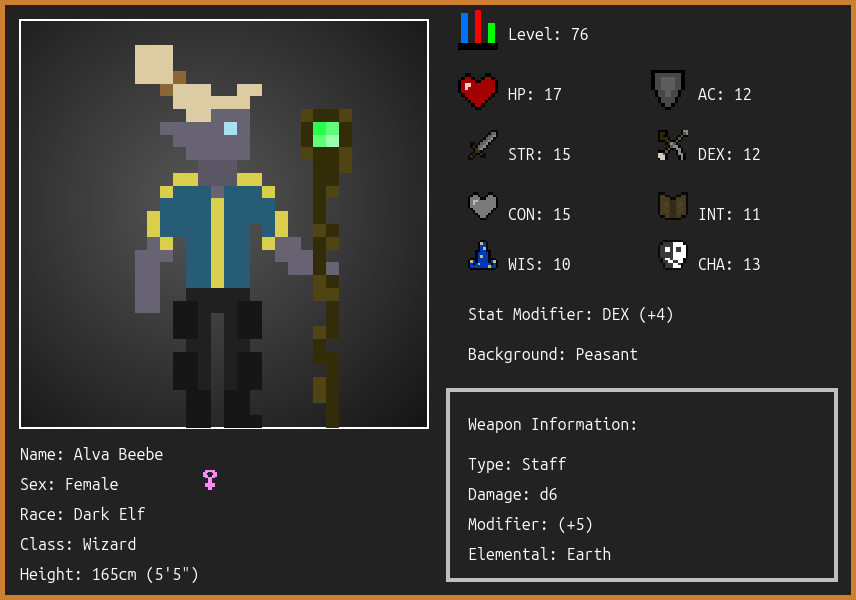 Level: 76
HP: 17
AC: 12
STR: 15
DEX: 12
CON: 15
INT: 11
WIS: 10
CHA: 13
Stat Modifier: DEX (+4)
Background: Peasant
Weapon Information:
Type: Staff
Damage: d6
Modifier: (+5)
Elemental: Earth
Name: Alva Beebe
Sex: Female
Race: Dark Elf
Class: Wizard
Height: 165cm (5'5")